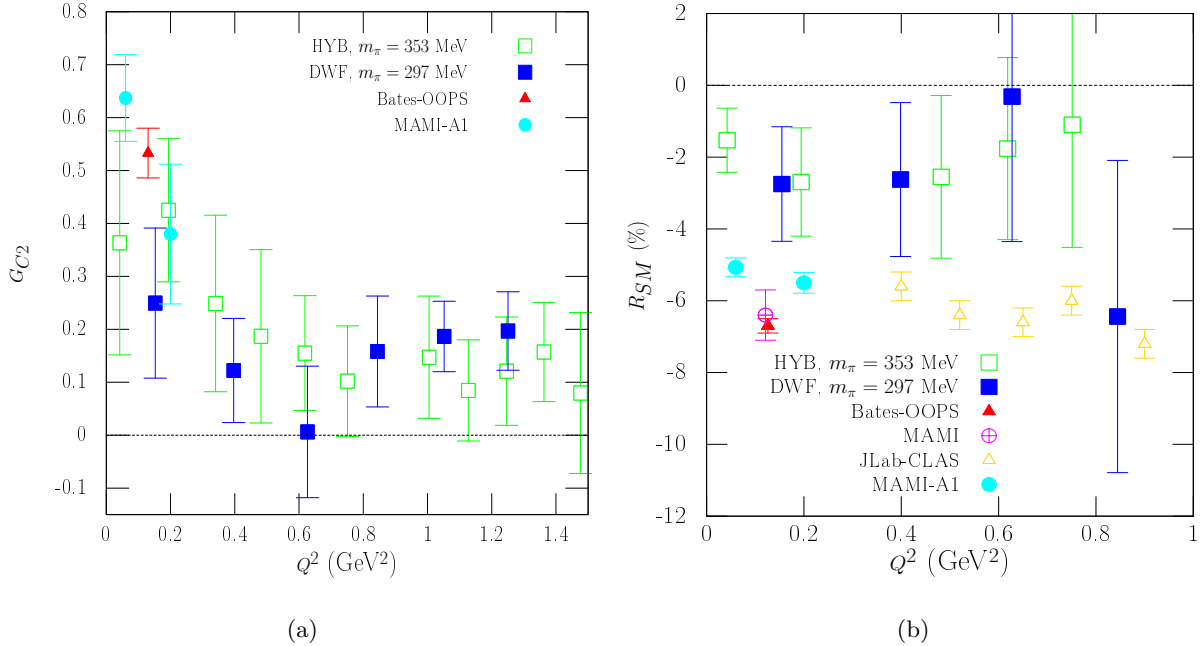 0.8
0.7
0.6
0.5
0.4
0.3
0.2
0.1
0
-0.1
G_{C2}
HYB, m_π = 353 MeV
DWF, m_π = 297 MeV
Bates-OOPS
MAMI-A1
0 0.2 0.4 0.6 0.8 1 1.2 1.4
Q^2 (GeV^2)
(a)
2
0
-2
-4
-6
-8
-10
-12
R_{SM} (%)
HYB, m_π = 353 MeV
DWF, m_π = 297 MeV
Bates-OOPS
MAMI
JLab-CLAS
MAMI-A1
0 0.2 0.4 0.6 0.8 1
Q^2 (GeV^2)
(b)